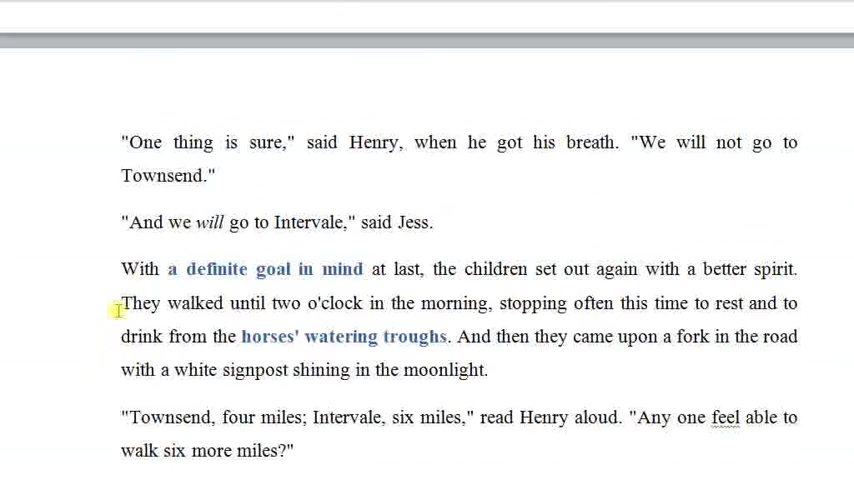 "One thing is sure," said Henry, when he got his breath. "We will not go to
Townsend."
"And we will go to Intervale," said Jess.
With a definite goal in mind at last, the children set out again with a better spirit.
They walked until two o'clock in the morning, stopping often this time to rest and to
drink from the horses' watering troughs. And then they came upon a fork in the road
with a white signpost shining in the moonlight.
"Townsend, four miles; Intervale, six miles," read Henry aloud. "Any one feel able to
walk six more miles?"